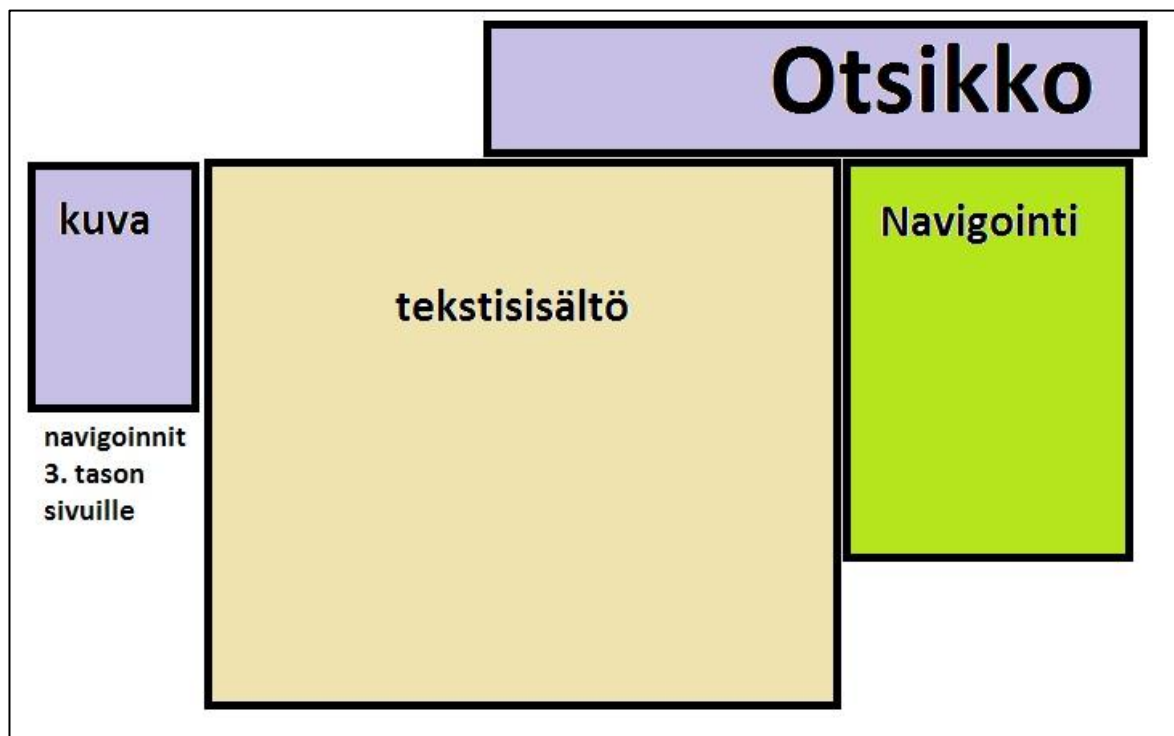 Otsikko
kuva
tekstisisältö
Navigointi
navigoinnit
3. tason
sivuille